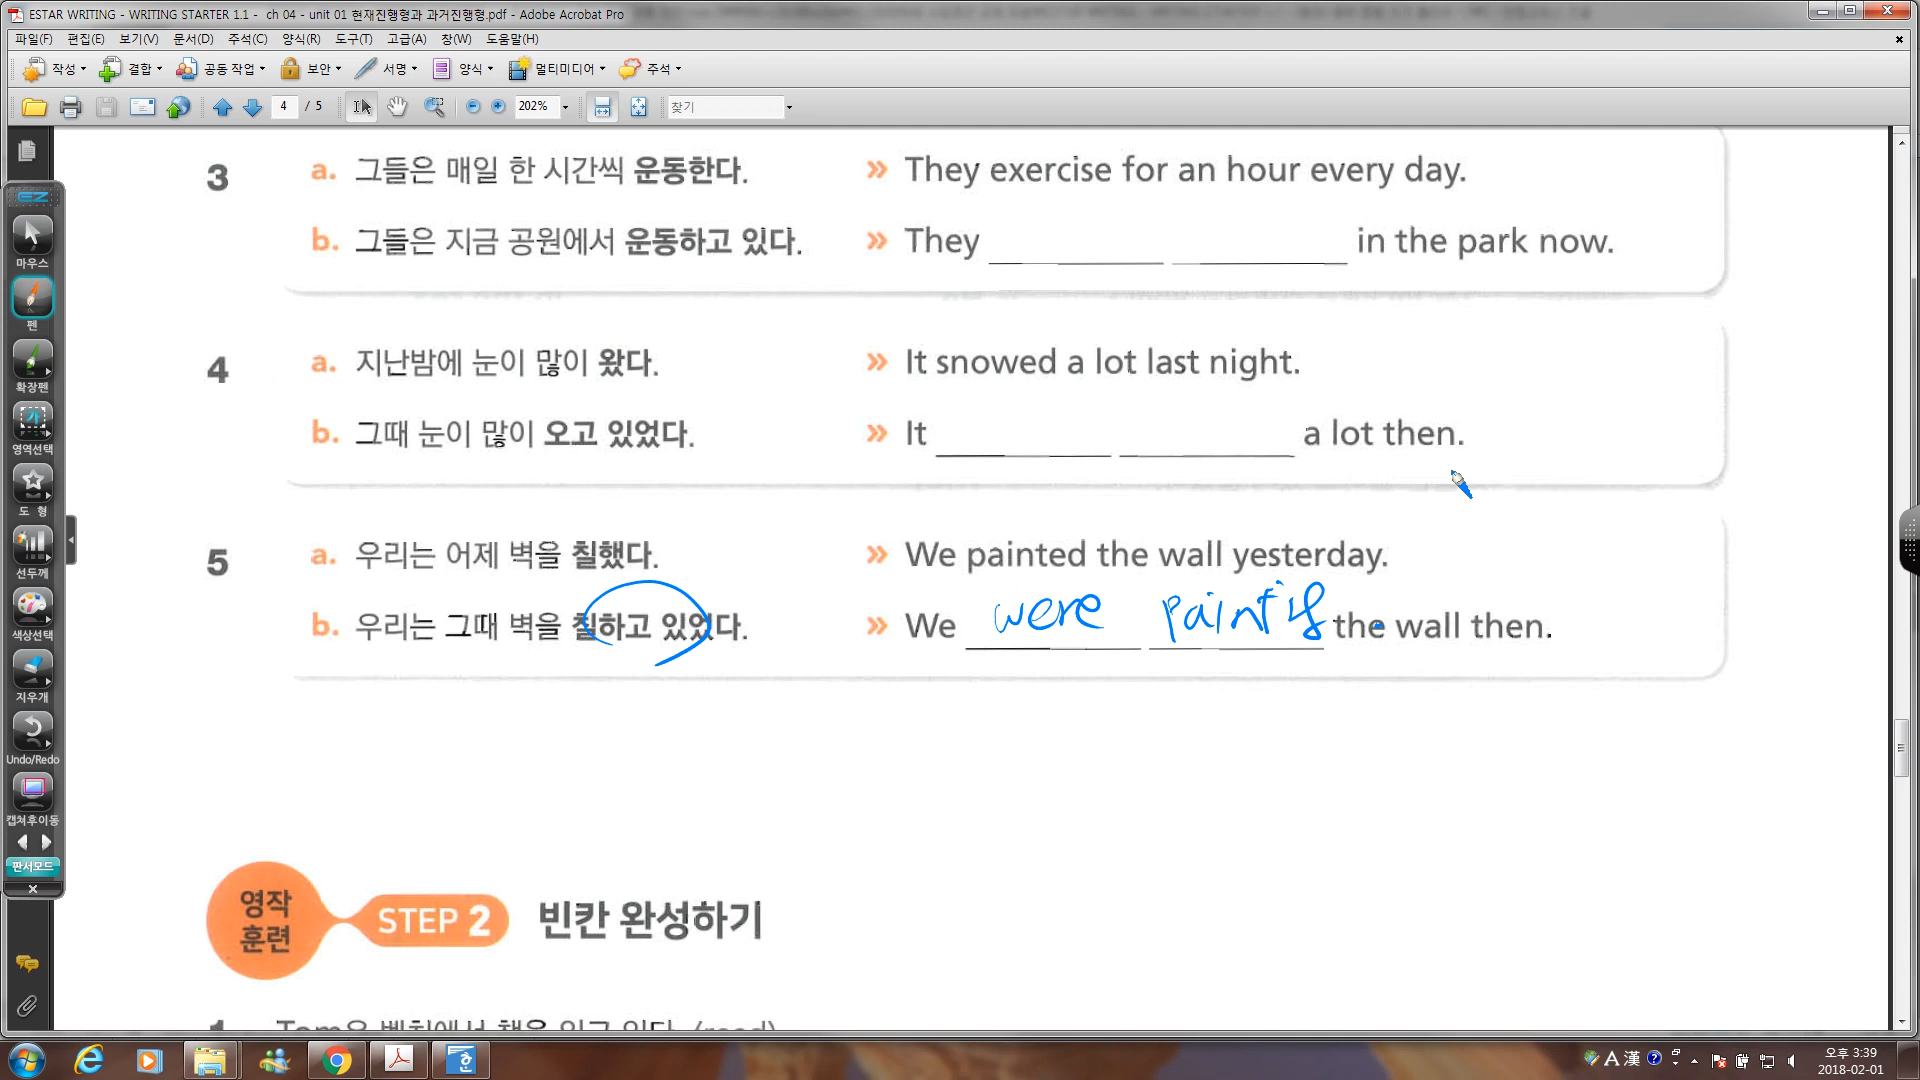 ESTAR WRITING - WRITING STARTER 1.1 - ch 04 - unit 01 현재진행형과 과거진행형.pdf - Adobe Acrobat Pro
파일(F) 편집(E) 보기(V) 문서(D) 주석(C) 양식(R) 도구(T) 고급(A) 창(W) 도움말(H)
작성 결합 공동 작업 보안 서명 양식 멀티미디어 주석
4 / 5 202% 찾기
3 a. 그들은 매일 한 시간씩 운동한다. » They exercise for an hour every day.
b. 그들은 지금 공원에서 운동하고 있다. » They in the park now.
4 a. 지난밤에 눈이 많이 왔다. » It snowed a lot last night.
b. 그때 눈이 많이 오고 있었다. » It a lot then.
5 a. 우리는 어제 벽을 칠했다. » We painted the wall yesterday.
b. 우리는 그때 벽을 칠하고 있었다. » We were the wall then.
영작
훈련
STEP 2 빈칸 완성하기
EZ
마우스
펜
확장펜
가
영역선택
도 형
선두께
색상선택
지우개
Undo/Redo
캡쳐후이동
판서모드
A 漢
오후 3:39
2018-02-01